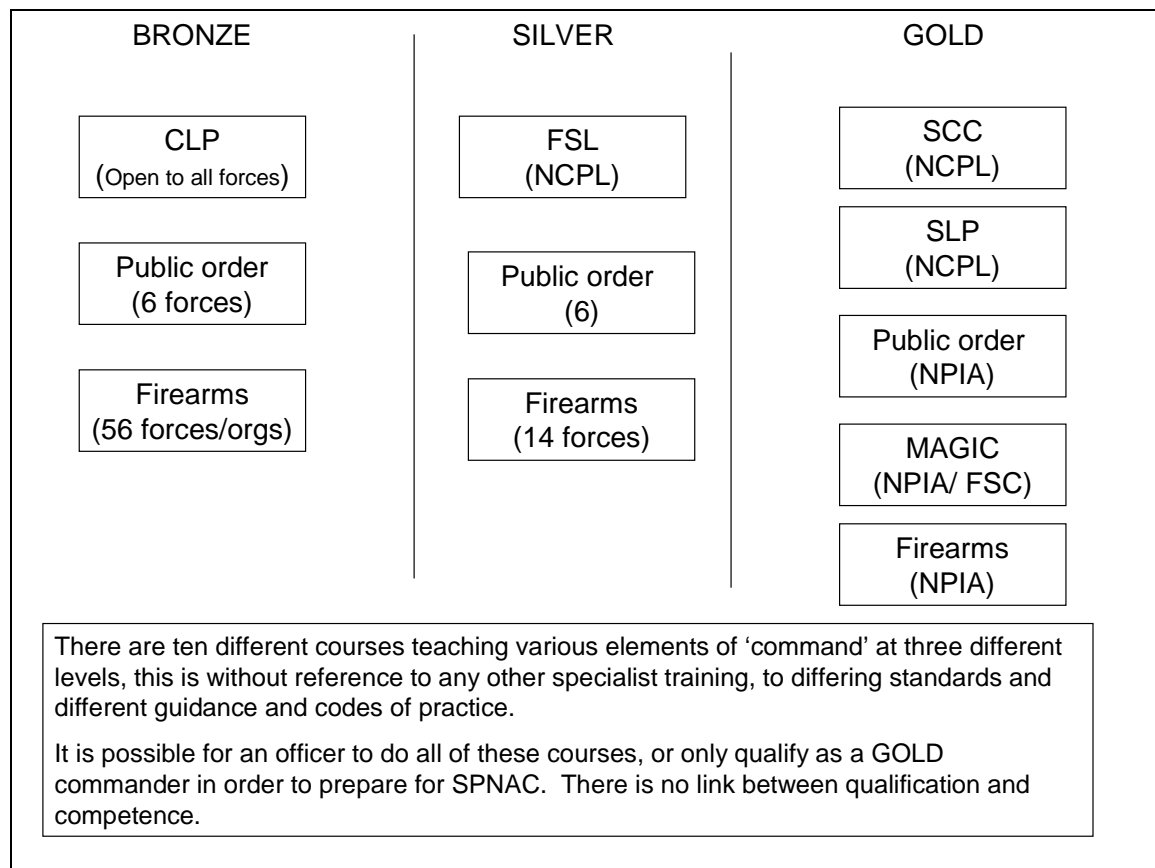 BRONZE
SILVER
GOLD
CLP
(Open to all forces)
Public order
(6 forces)
Firearms
(56 forces/orgs)
FSL
(NCPL)
Public order
(6)
Firearms
(14 forces)
SCC
(NCPL)
SLP
(NCPL)
Public order
(NPIA)
MAGIC
(NPIA/ FSC)
Firearms
(NPIA)
There are ten different courses teaching various elements of ‘command’ at three different
levels, this is without reference to any other specialist training, to differing standards and
different guidance and codes of practice.
It is possible for an officer to do all of these courses, or only qualify as a GOLD
commander in order to prepare for SPNAC.  There is no link between qualification and
competence.